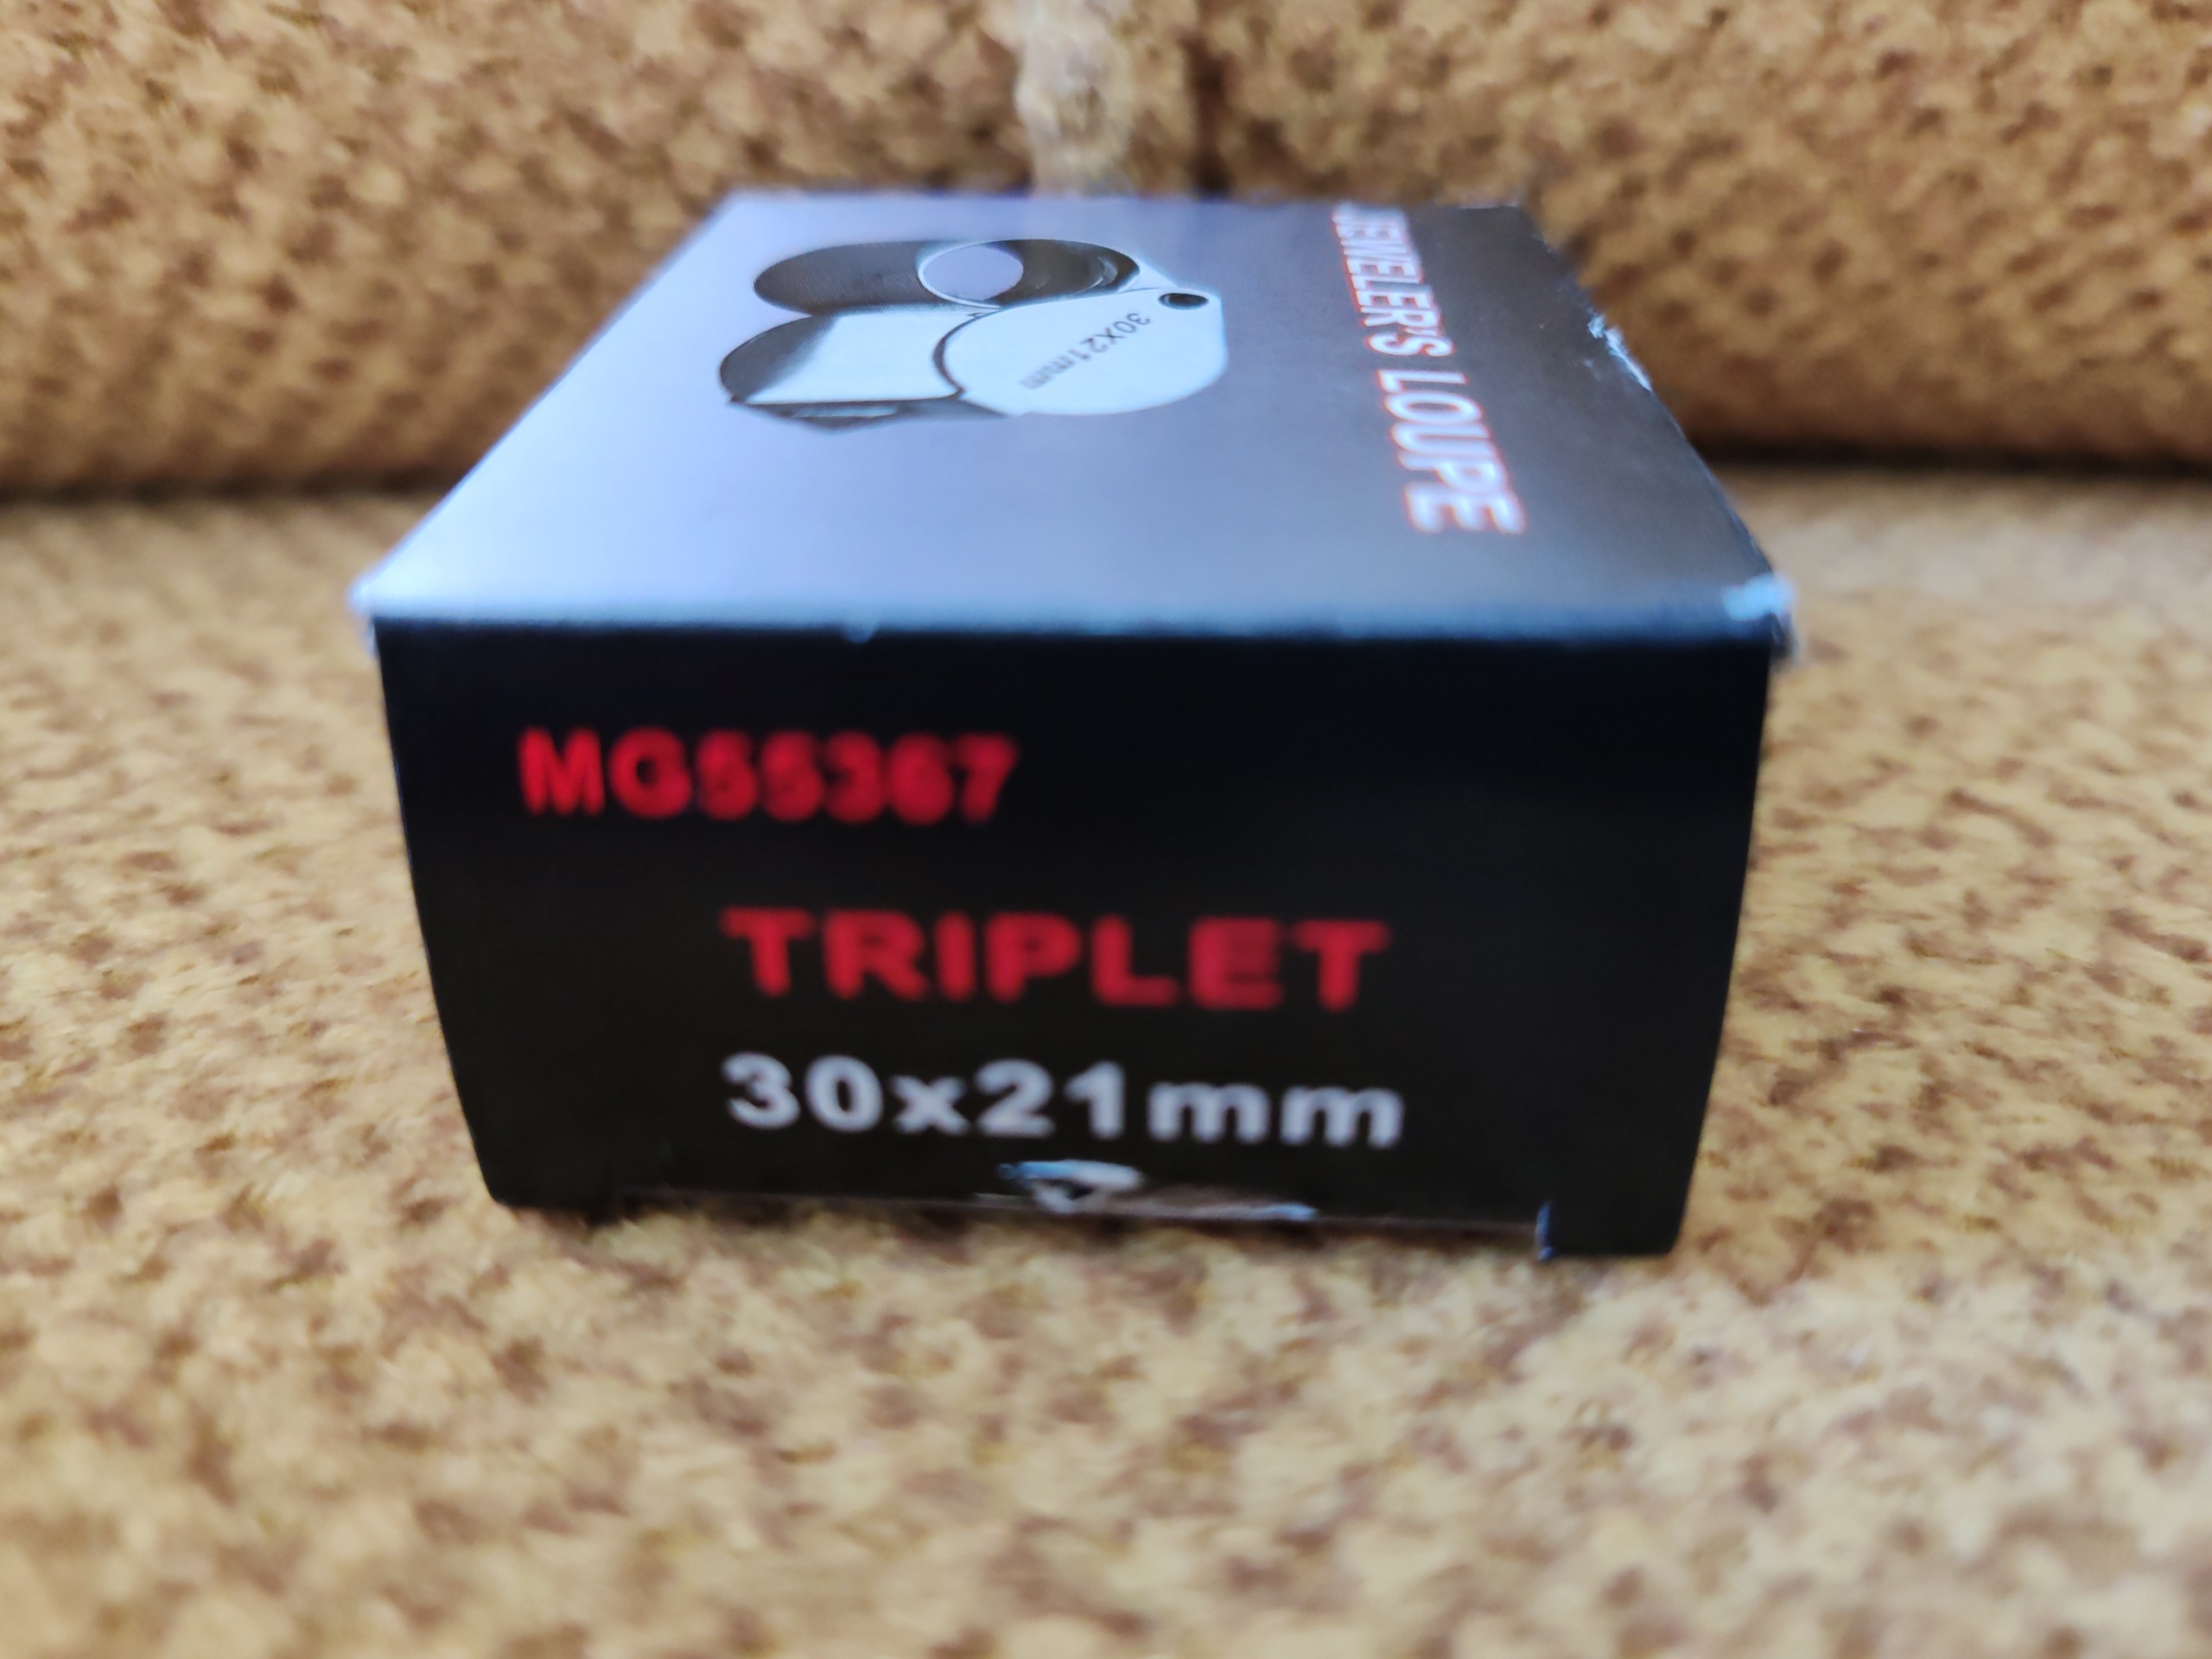 JEWELER'S LOUPE
30X21mm
MG55367
TRIPLET
30x21mm